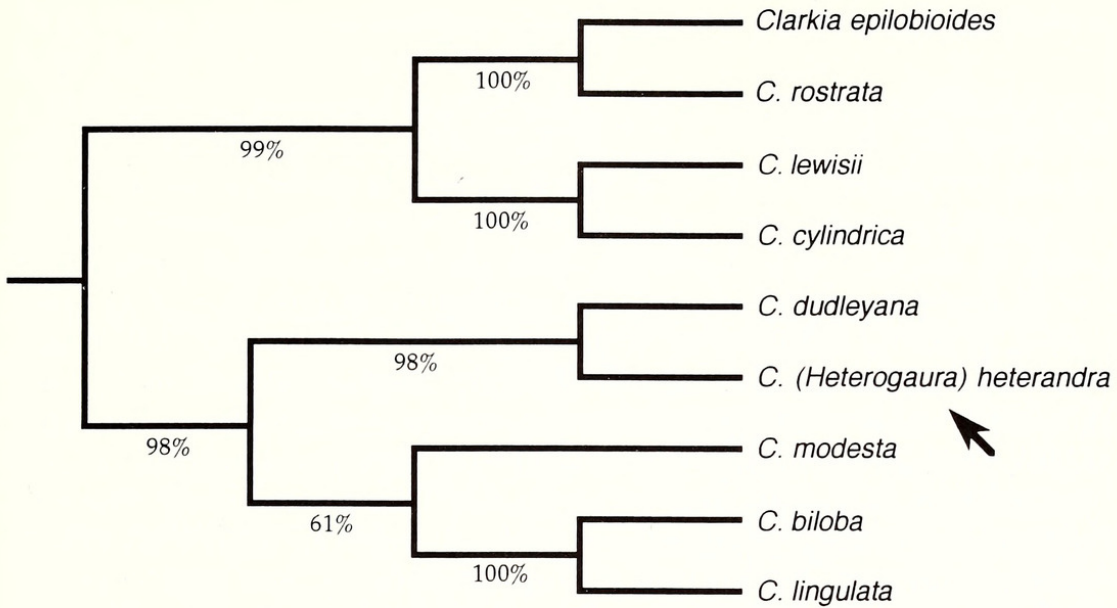 Clarkia epilobioides
100%
C. rostrata
99%
C. lewisii
100%
C. cylindrica
C. dudleyana
98%
C. (Heterogaura) heterandra
98%
C. modesta
61%
C. biloba
100%
C. lingulata